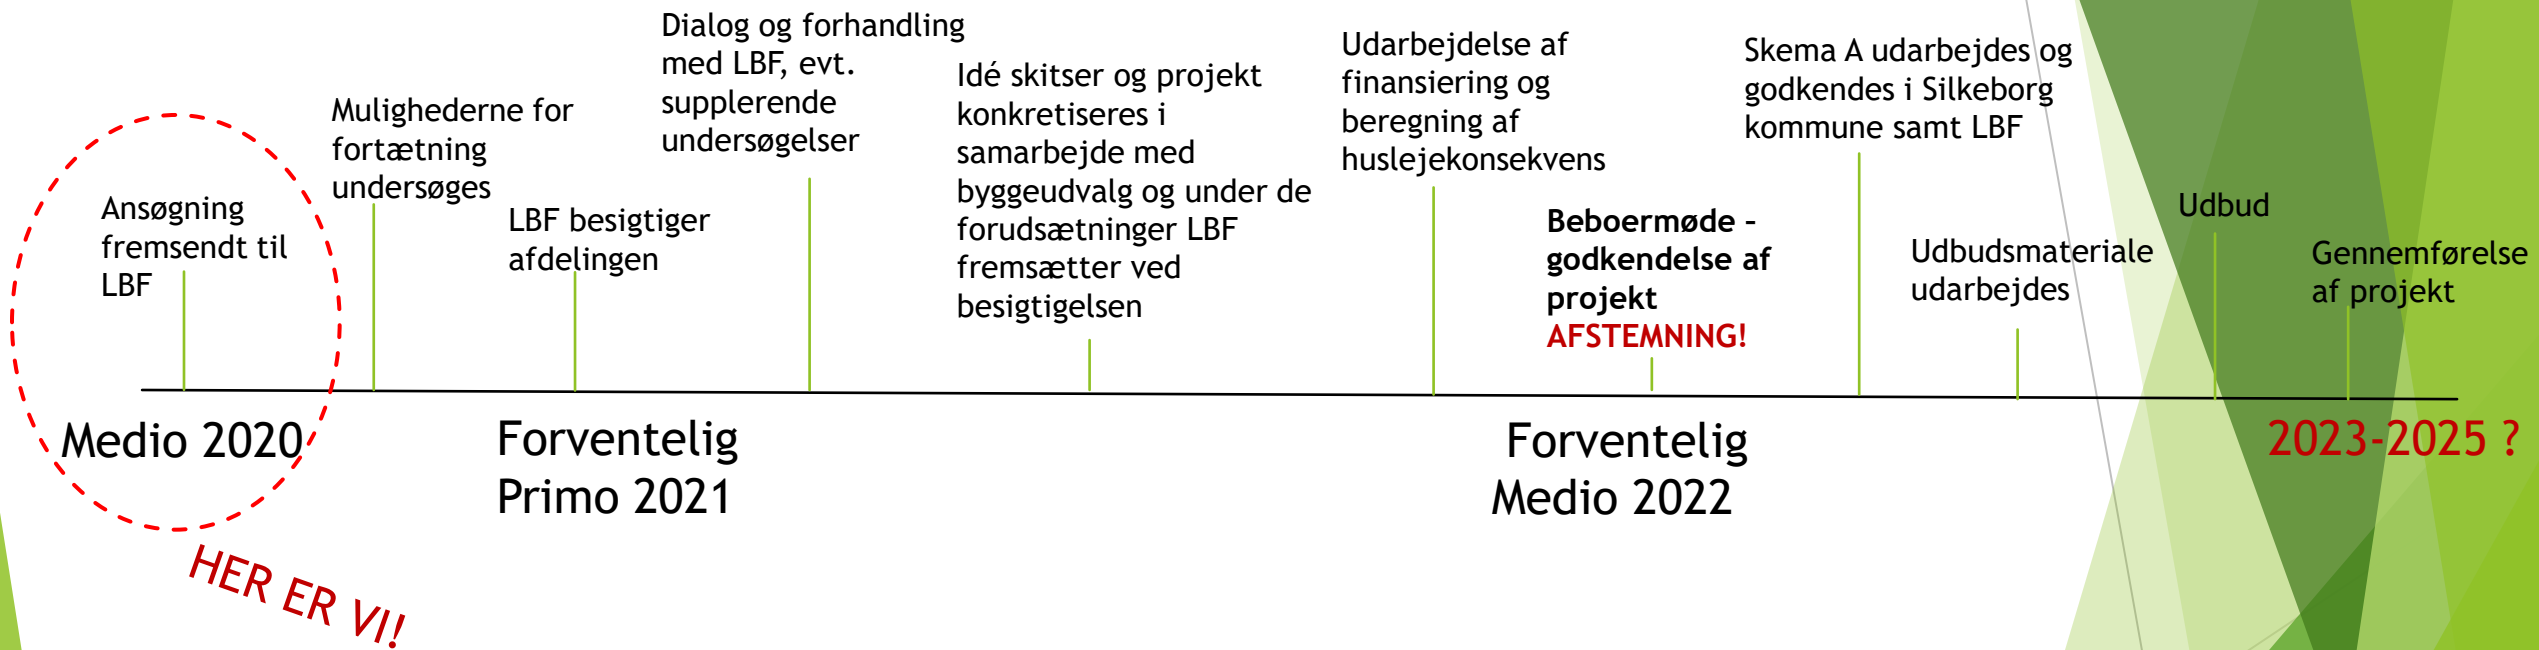 Ansøgning
fremsendt til
LBF
Mulighederne for
fortætning
undersøges
LBF besigtiger
afdelingen
Dialog og forhandling
med LBF, evt.
supplerende
undersøgelser
Idé skitser og projekt
konkretiseres i
samarbejde med
byggeudvalg og under de
forudsætninger LBF
fremsætter ved
besigtigelsen
Udarbejdelse af
finansiering og
beregning af
huslejekonsekvens
Beboermøde –
godkendelse af
projekt
AFSTEMNING!
Skema A udarbejdes og
godkendes i Silkeborg
kommune samt LBF
Udbudsmateriale
udarbejdes
Udbud
Gennemførelse
af projekt
Medio 2020
Forventelig
Primo 2021
Forventelig
Medio 2022
2023-2025 ?
HER ER VI!